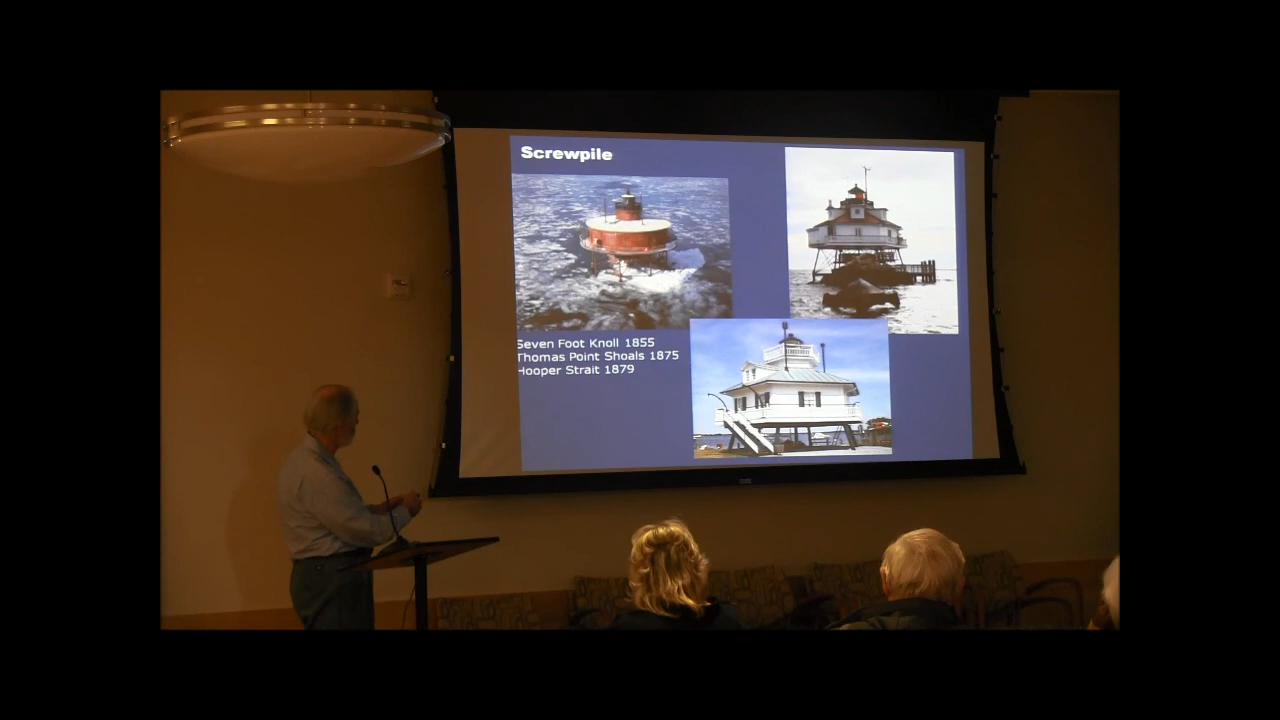 Screwpile
Seven Foot Knoll 1855
Thomas Point Shoals 1875
Hooper Strait 1879